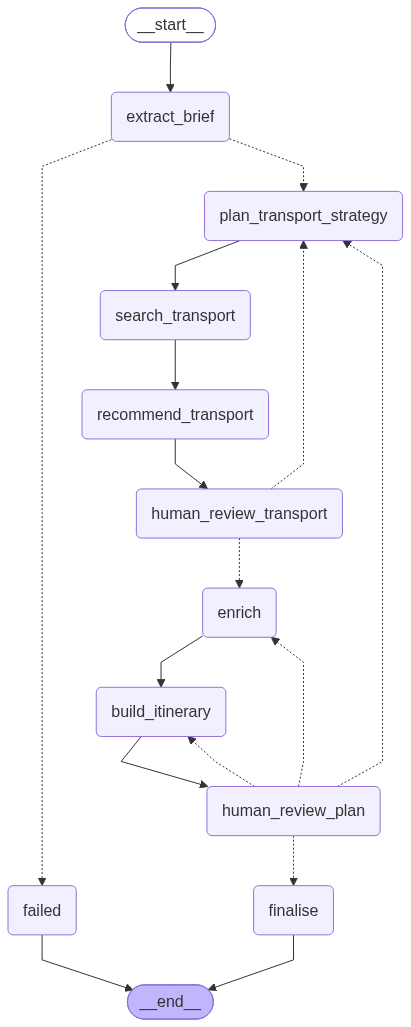 __start__
extract_brief
plan_transport_strategy
search_transport
recommend_transport
human_review_transport
enrich
build_itinerary
human_review_plan
failed
finalise
__end__